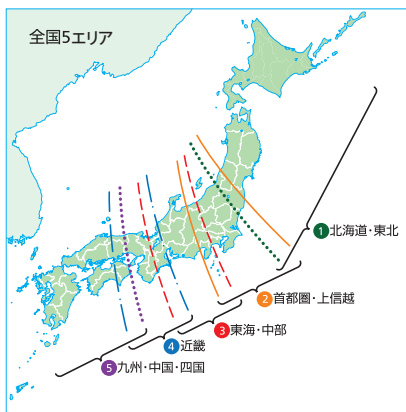 全国5エリア
1北海道・東北
2首都圏・上信越
3東海・中部
4近畿
5九州・中国・四国